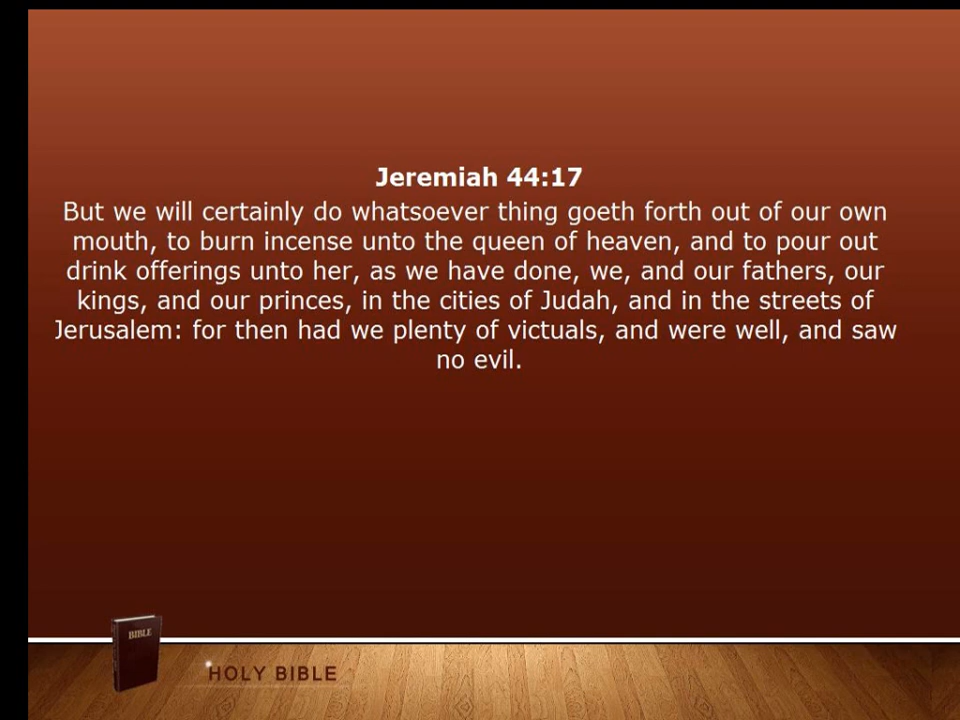 Jeremiah 44:17
But we will certainly do whatsoever thing goeth forth out of our own
mouth, to burn incense unto the queen of heaven, and to pour out
drink offerings unto her, as we have done, we, and our fathers, our
kings, and our princes, in the cities of Judah, and in the streets of
Jerusalem: for then had we plenty of victuals, and were well, and saw
no evil.
BIBLE
HOLY BIBLE